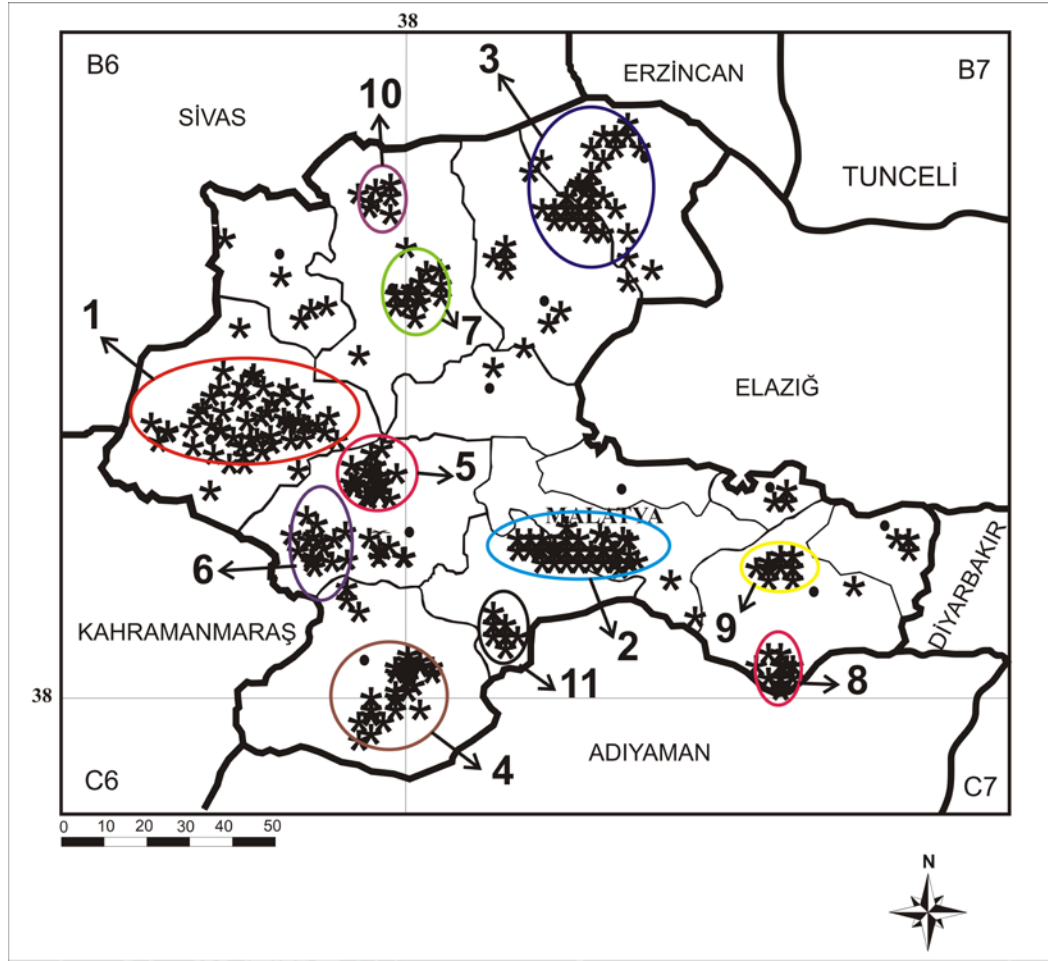 38
B6
3
ERZİNCAN
B7
10
SİVAS
TUNCELİ
1
7
ELAZIĞ
5
MALATYA
6
9
DİYARBAKIR
KAHRAMANMARAŞ
2
11
8
38
4
ADIYAMAN
C6
C7
0 10 20 30 40 50
N